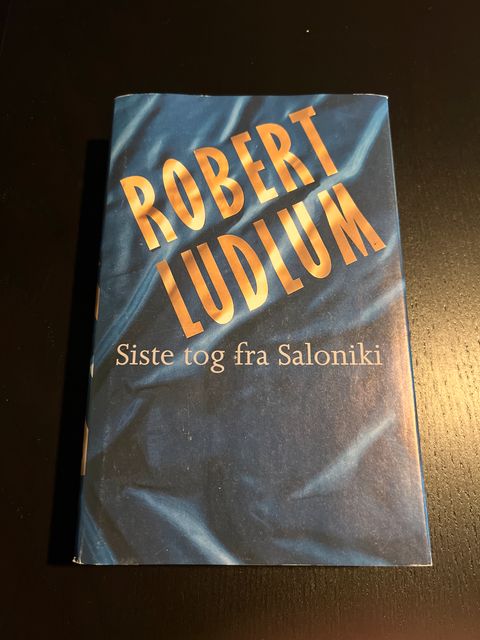 ROBERT
LUDLUM
Siste tog fra Saloniki